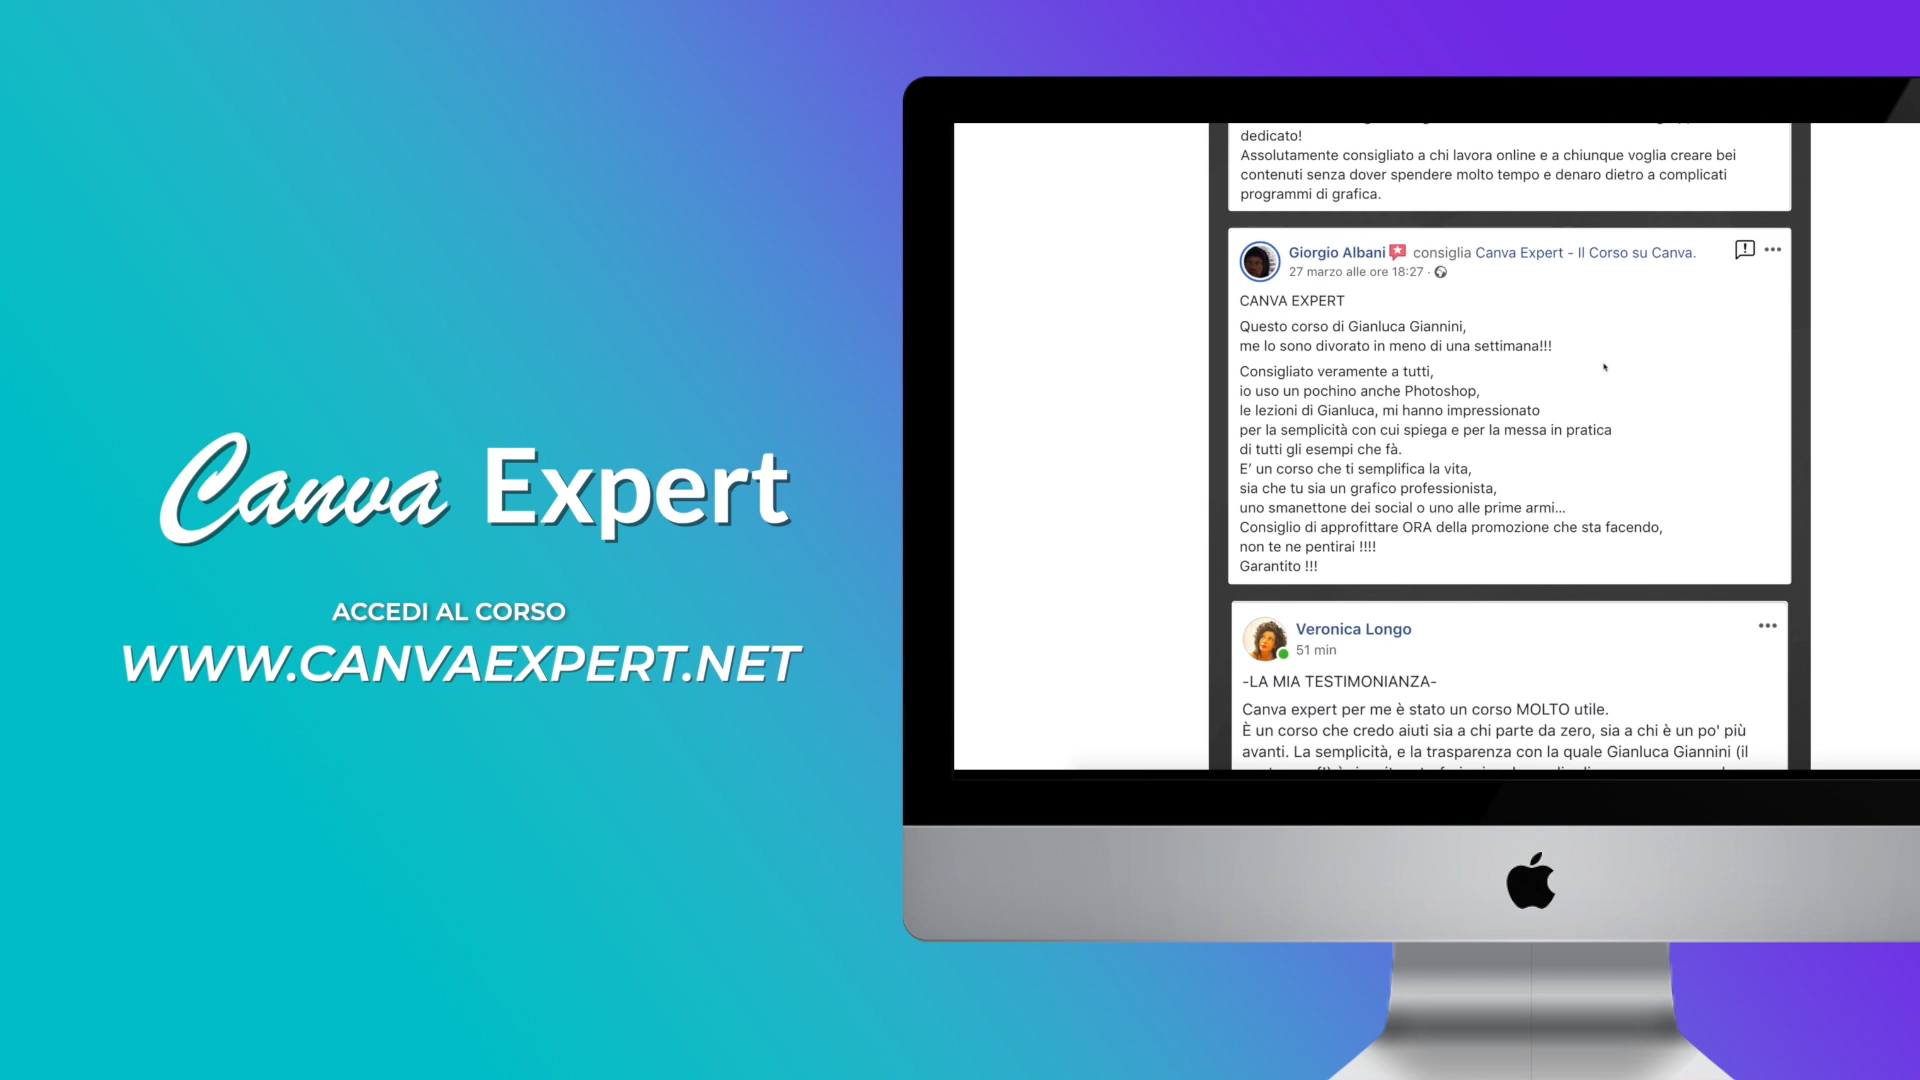 Canva Expert
ACCEDI AL CORSO
WWW.CANVAEXPERT.NET
dedicato!
Assolutamente consigliato a chi lavora online e a chiunque voglia creare bei
contenuti senza dover spendere molto tempo e denaro dietro a complicati
programmi di grafica.
Giorgio Albani consiglia Canva Expert - Il Corso su Canva.
27 marzo alle ore 18:27 ·
CANVA EXPERT
Questo corso di Gianluca Giannini,
me lo sono divorato in meno di una settimana!!!
Consigliato veramente a tutti,
io uso un pochino anche Photoshop,
le lezioni di Gianluca, mi hanno impressionato
per la semplicità con cui spiega e per la messa in pratica
di tutti gli esempi che fà.
E’ un corso che ti semplifica la vita,
sia che tu sia un grafico professionista,
uno smanettone dei social o uno alle prime armi...
Consiglio di approfittare ORA della promozione che sta facendo,
non te ne pentirai !!!!
Garantito !!!
Veronica Longo
51 min
-LA MIA TESTIMONIANZA-
Canva expert per me è stato un corso MOLTO utile.
È un corso che credo aiuti sia a chi parte da zero, sia a chi è un po' più
avanti. La semplicità, e la trasparenza con la quale Gianluca Giannini (il